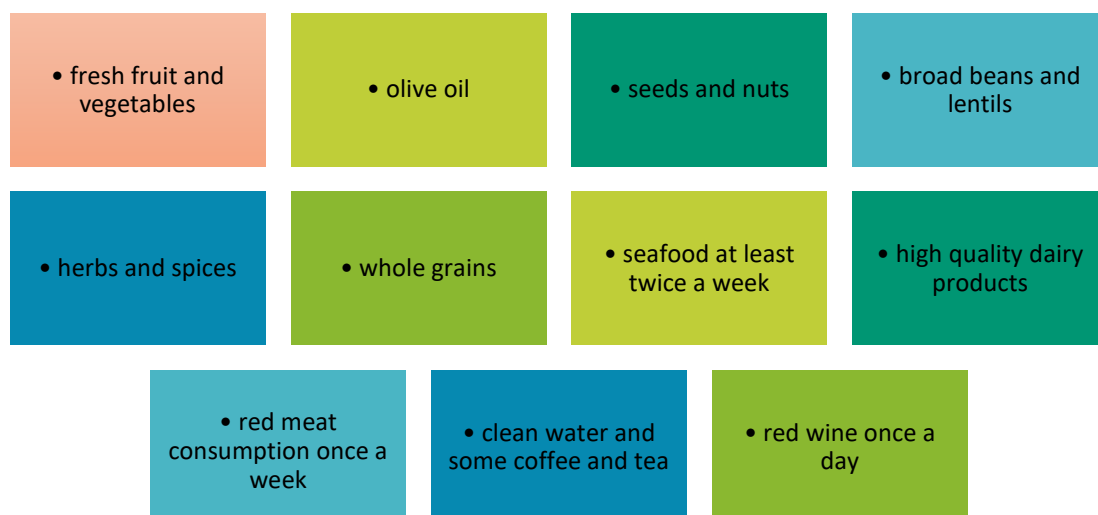 • fresh fruit and
vegetables
• olive oil
• seeds and nuts
• broad beans and
lentils
• herbs and spices
• whole grains
• seafood at least
twice a week
• high quality dairy
products
• red meat
consumption once a
week
• clean water and
some coffee and tea
• red wine once a
day